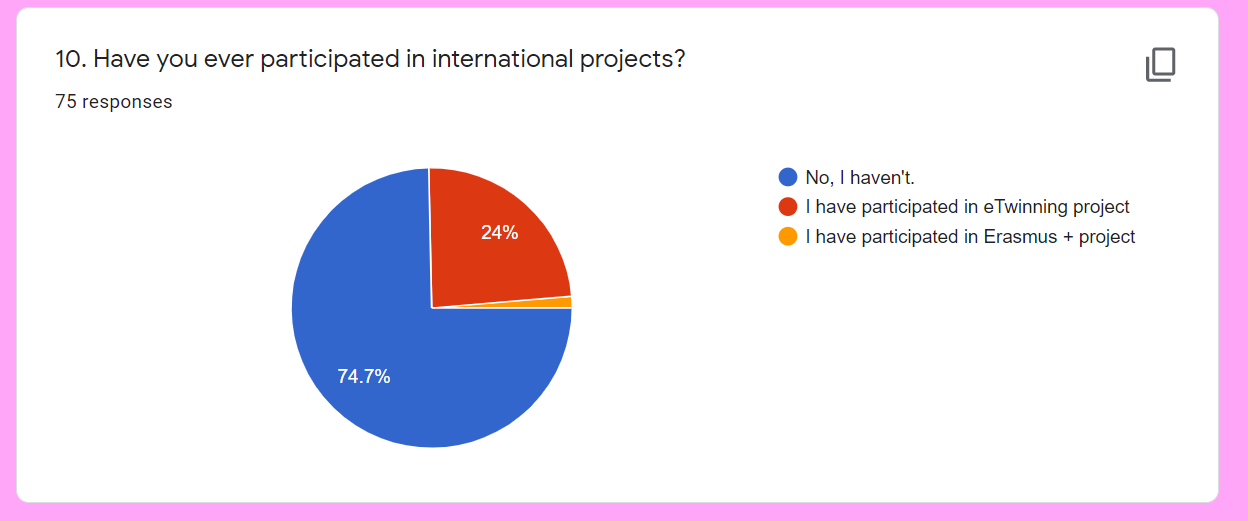 10. Have you ever participated in international projects?
75 responses
No, I haven't.
I have participated in eTwinning project
I have participated in Erasmus + project
24%
74.7%